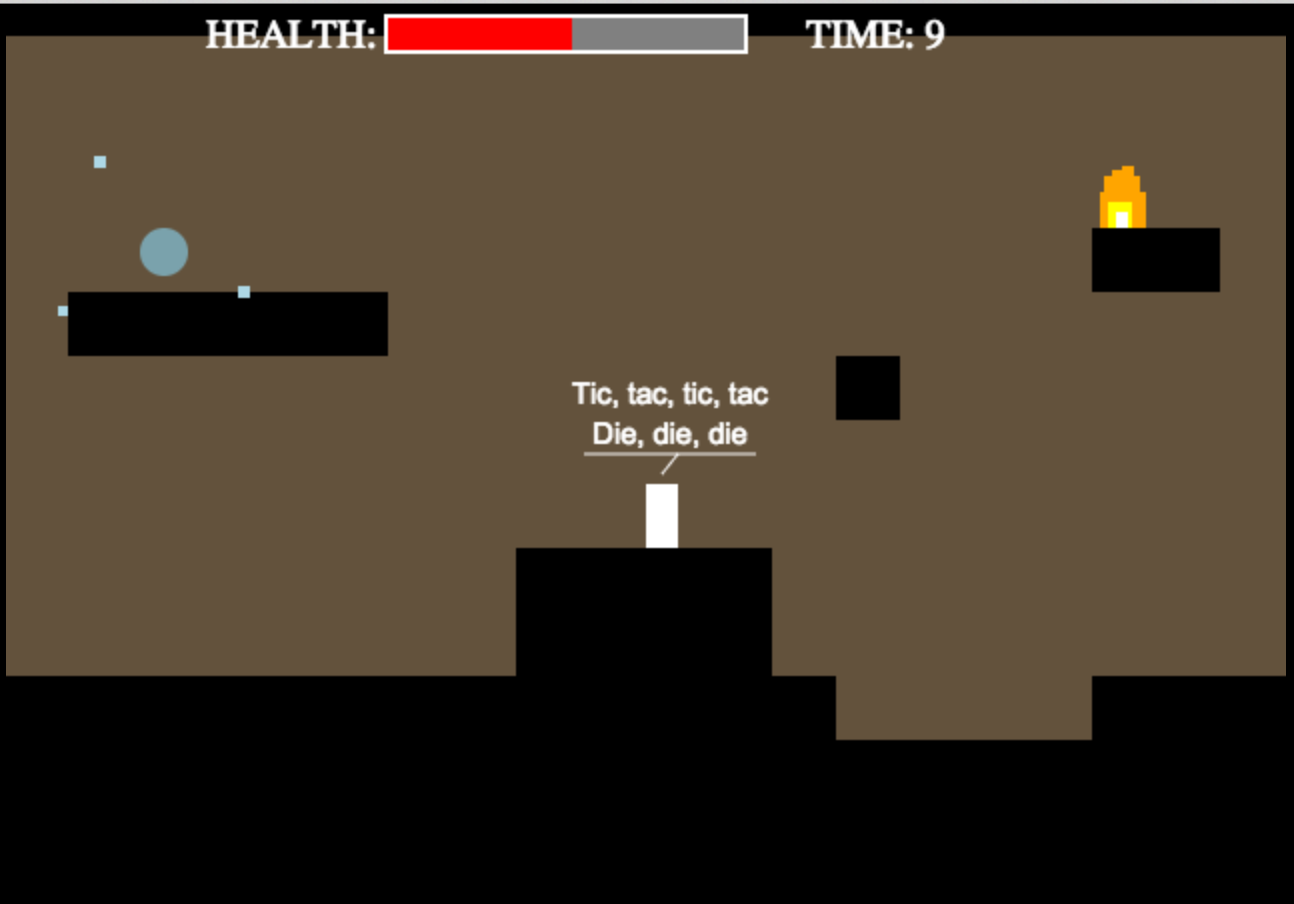 HEALTH: TIME: 9
Tic, tac, tic, tac
Die, die, die